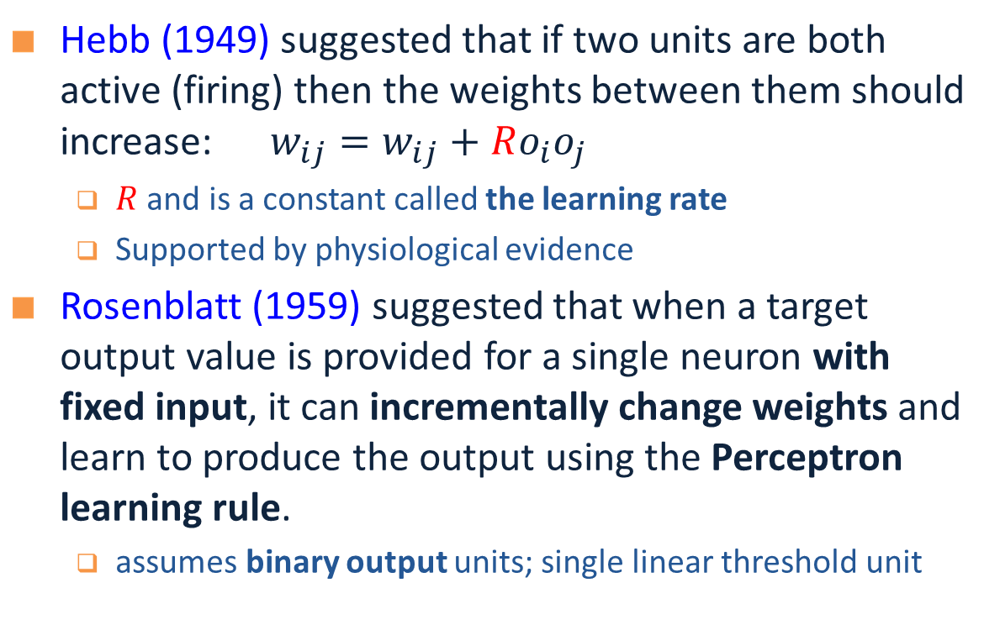 Hebb (1949) suggested that if two units are both
active (firing) then the weights between them should
increase: w_{ij} = w_{ij} + Ro_io_j
R and is a constant called the learning rate
Supported by physiological evidence
Rosenblatt (1959) suggested that when a target
output value is provided for a single neuron with
fixed input, it can incrementally change weights and
learn to produce the output using the Perceptron
learning rule.
assumes binary output units; single linear threshold unit